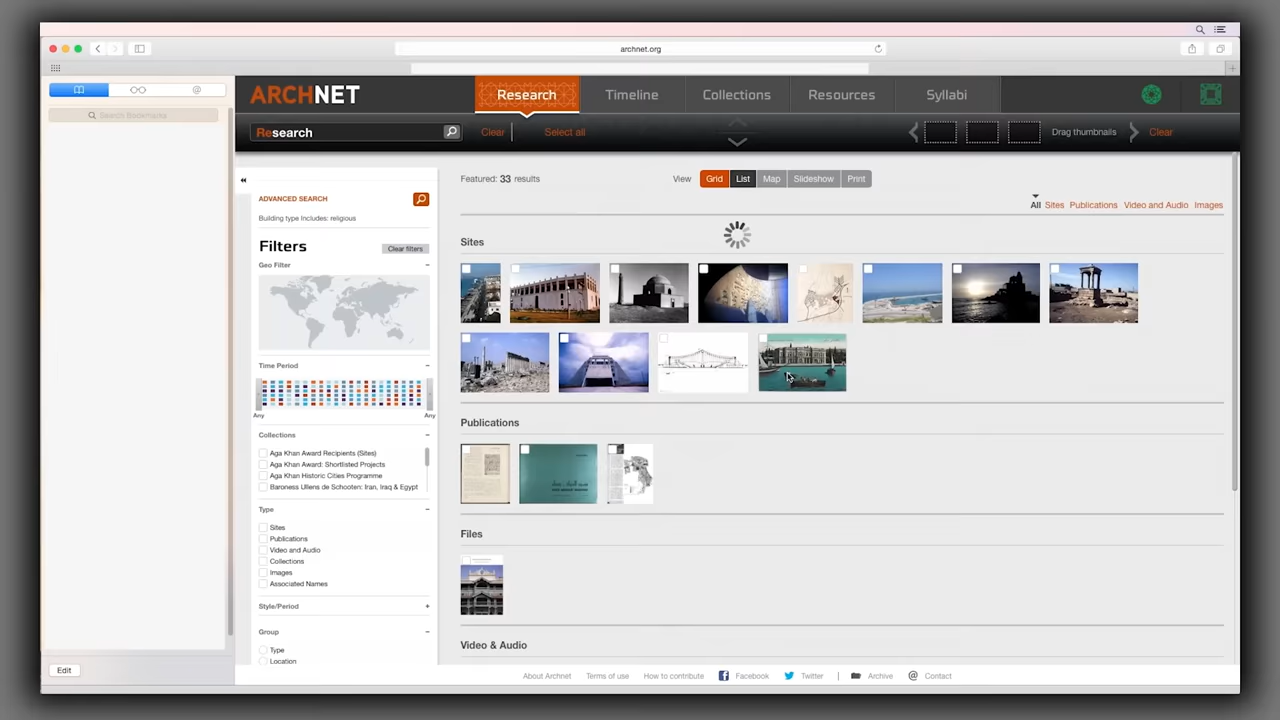 archnet.org
Search Bookmarks
ARCHNET
Research
Timeline
Collections
Resources
Syllabi
Research
Clear
Select all
Drag thumbnails
Clear
ADVANCED SEARCH
Building type Includes: religious
Filters
Clear filters
Geo Filter
Time Period
Any
Any
Collections
Aga Khan Award Recipients (Sites)
Aga Khan Award: Shortlisted Projects
Aga Khan Historic Cities Programme
Baroness Ullens de Schooten: Iran, Iraq & Egypt
Type
Sites
Publications
Video and Audio
Collections
Images
Associated Names
Style/Period
Group
Type
Location
Featured: 33 results
View
Grid
List
Map
Slideshow
Print
All Sites Publications Video and Audio Images
Sites
Publications
Files
Video & Audio
Edit
About Archnet
Terms of use
How to contribute
Facebook
Twitter
Archive
Contact